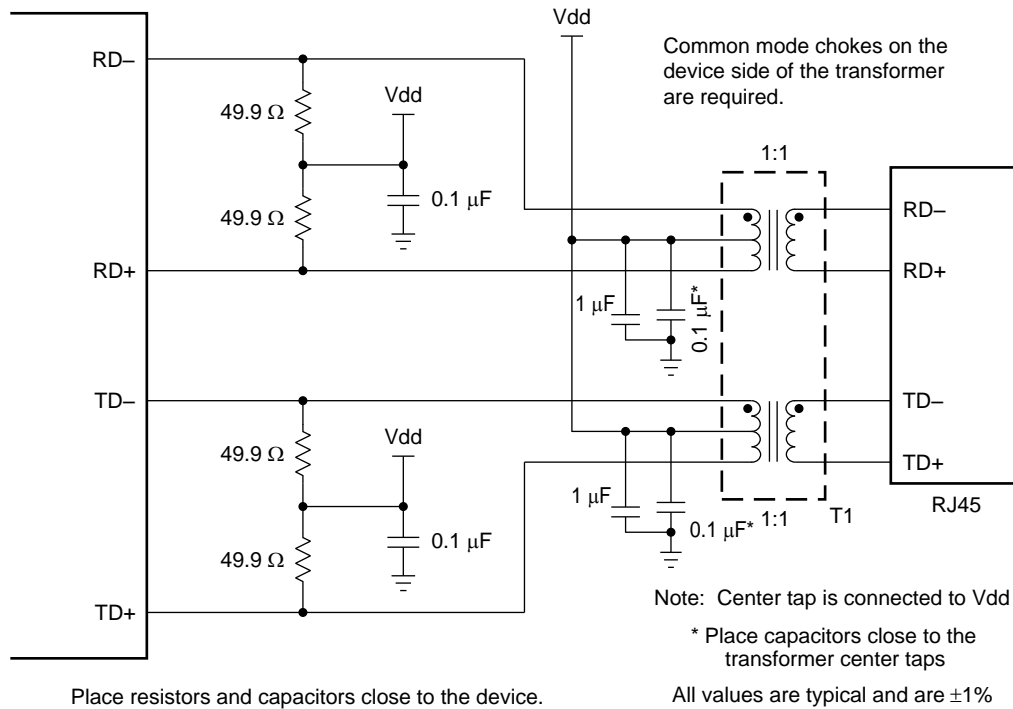 Vdd
Common mode chokes on the
device side of the transformer
are required.
RD–
49.9 Ω
Vdd
0.1 μF
49.9 Ω
RD+
1:1
RD–
RD+
1 μF
0.1 μF*
TD–
49.9 Ω
Vdd
0.1 μF
49.9 Ω
TD+
TD–
TD+
1 μF
0.1 μF*
1:1
T1
RJ45
Note: Center tap is connected to Vdd
* Place capacitors close to the
transformer center taps
Place resistors and capacitors close to the device.
All values are typical and are ±1%